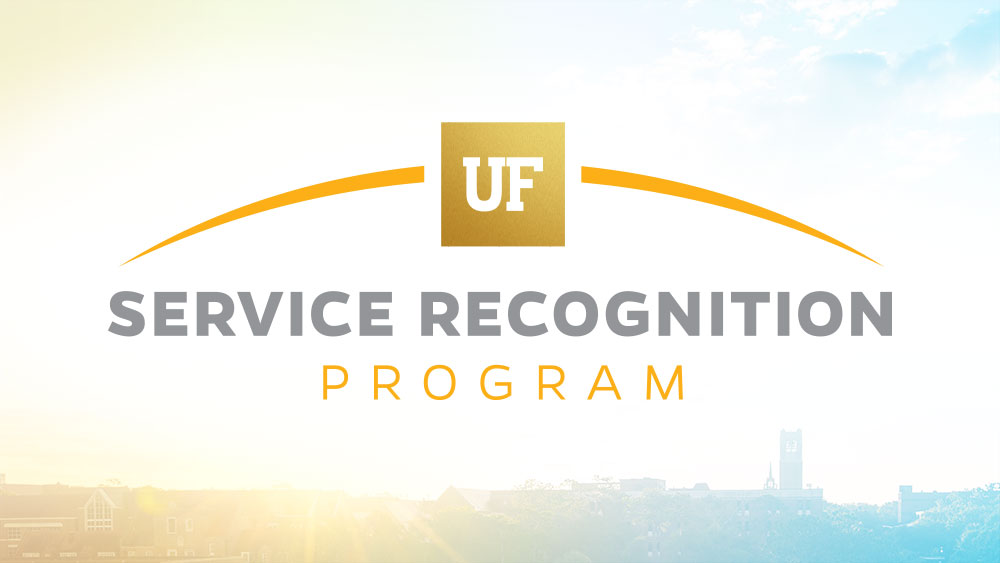 UF
SERVICE RECOGNITION
PROGRAM